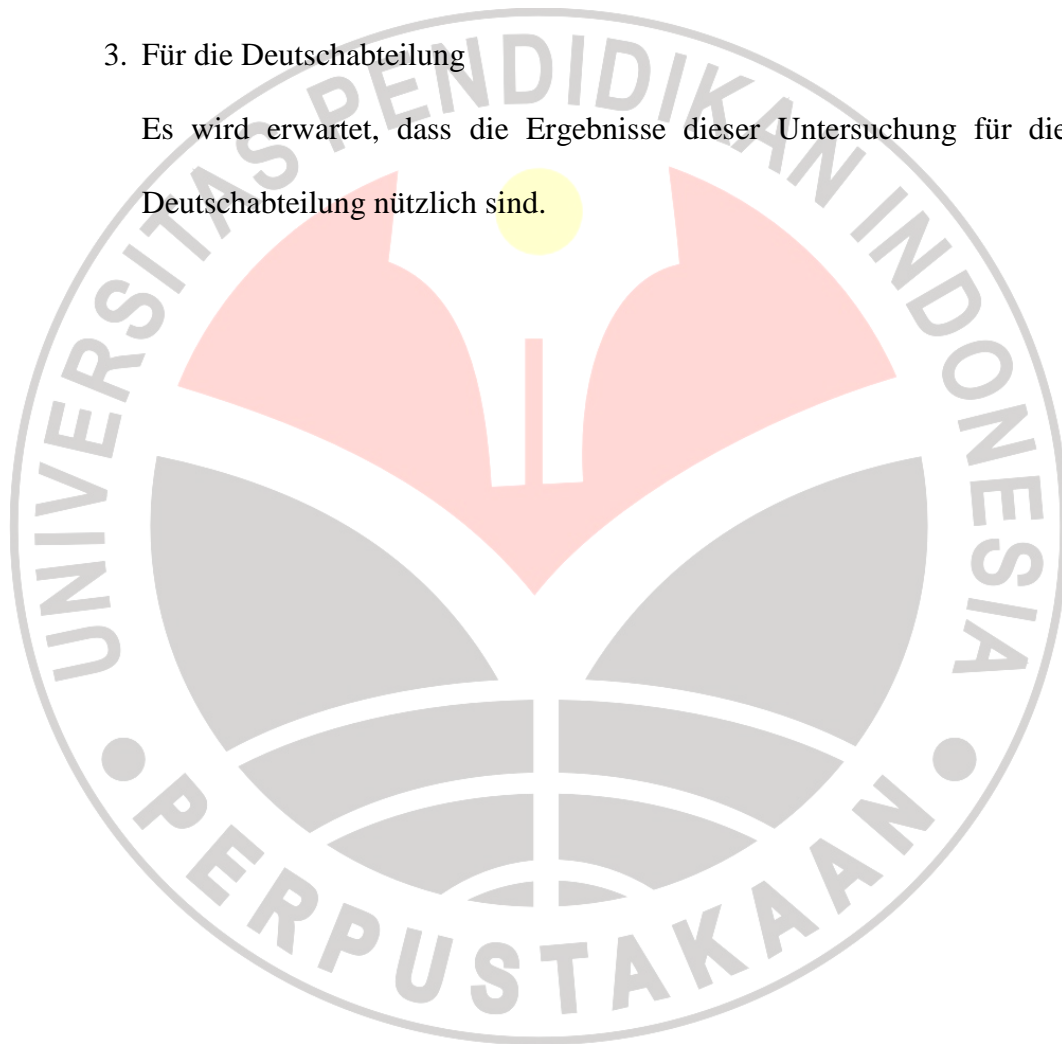 3. Für die Deutschabteilung
Es wird erwartet, dass die Ergebnisse dieser Untersuchung für die
Deutschabteilung nützlich sind.
UNIVERSITAS PENDIDIKAN INDONESIA
PERPUSTAKAAN